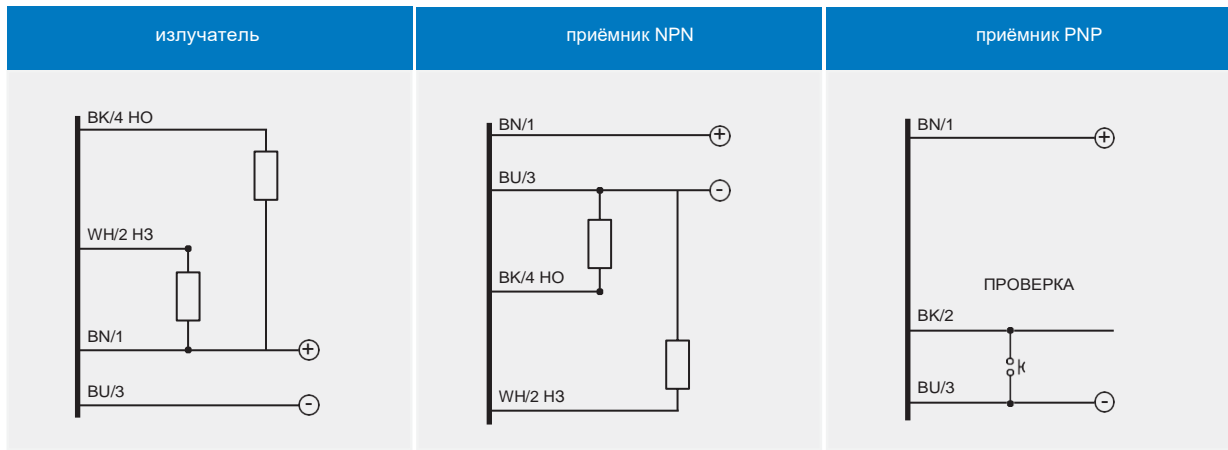 излучатель
приёмник NPN
приёмник PNP
BK/4 НО
WH/2 НЗ
BN/1
+
BU/3
-
BN/1
+
BU/3
-
BK/4 НО
WH/2 НЗ
BN/1
+
ПРОВЕРКА
BK/2
BU/3
-